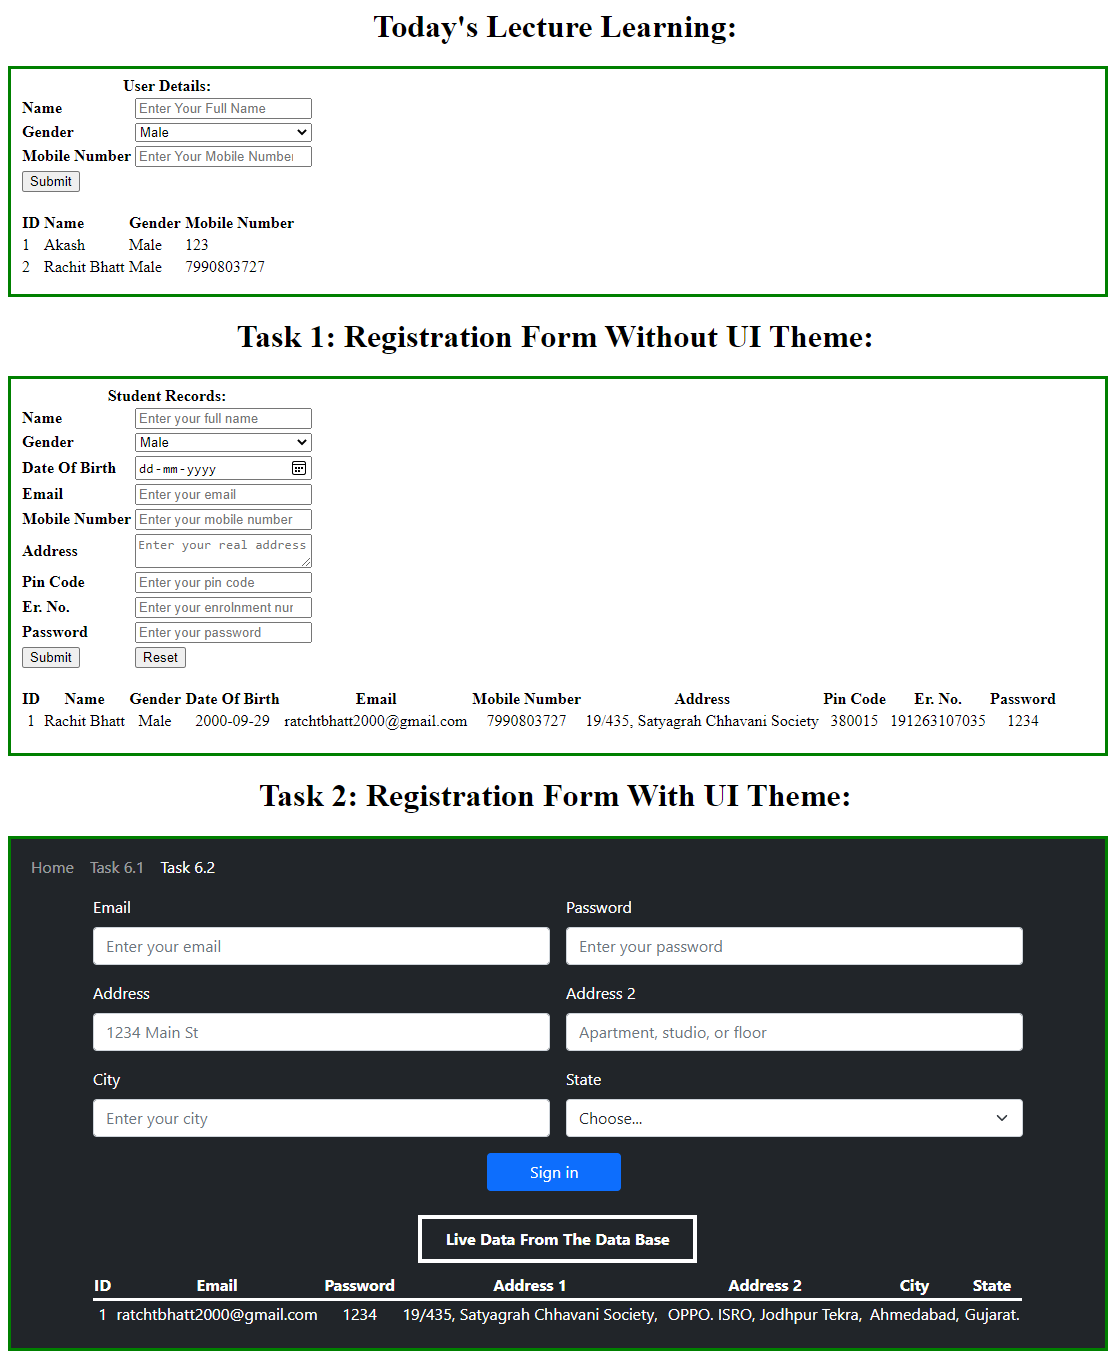 Today's Lecture Learning:
User Details:
Name Enter Your Full Name
Gender Male
Mobile Number Enter Your Mobile Number
Submit
ID Name Gender Mobile Number
1 Akash Male 123
2 Rachit Bhatt Male 7990803727
Task 1: Registration Form Without UI Theme:
Student Records:
Name Enter your full name
Gender Male
Date Of Birth dd-mm-yyyy
Email Enter your email
Mobile Number Enter your mobile number
Address Enter your real address
Pin Code Enter your pin code
Er. No. Enter your enrolnment nur
Password Enter your password
Submit Reset
ID Name Gender Date Of Birth Email Mobile Number Address Pin Code Er. No. Password
1 Rachit Bhatt Male 2000-09-29 ratchtbhatt2000@gmail.com 7990803727 19/435, Satyagrah Chhavani Society 380015 191263107035 1234
Task 2: Registration Form With UI Theme:
Home Task 6.1 Task 6.2
Email Password
Enter your email Enter your password
Address Address 2
1234 Main St Apartment, studio, or floor
City State
Enter your city Choose...
Sign in
Live Data From The Data Base
ID Email Password Address 1 Address 2 City State
1 ratchtbhatt2000@gmail.com 1234 19/435, Satyagrah Chhavani Society, OPPO. ISRO, Jodhpur Tekra, Ahmedabad, Gujarat.